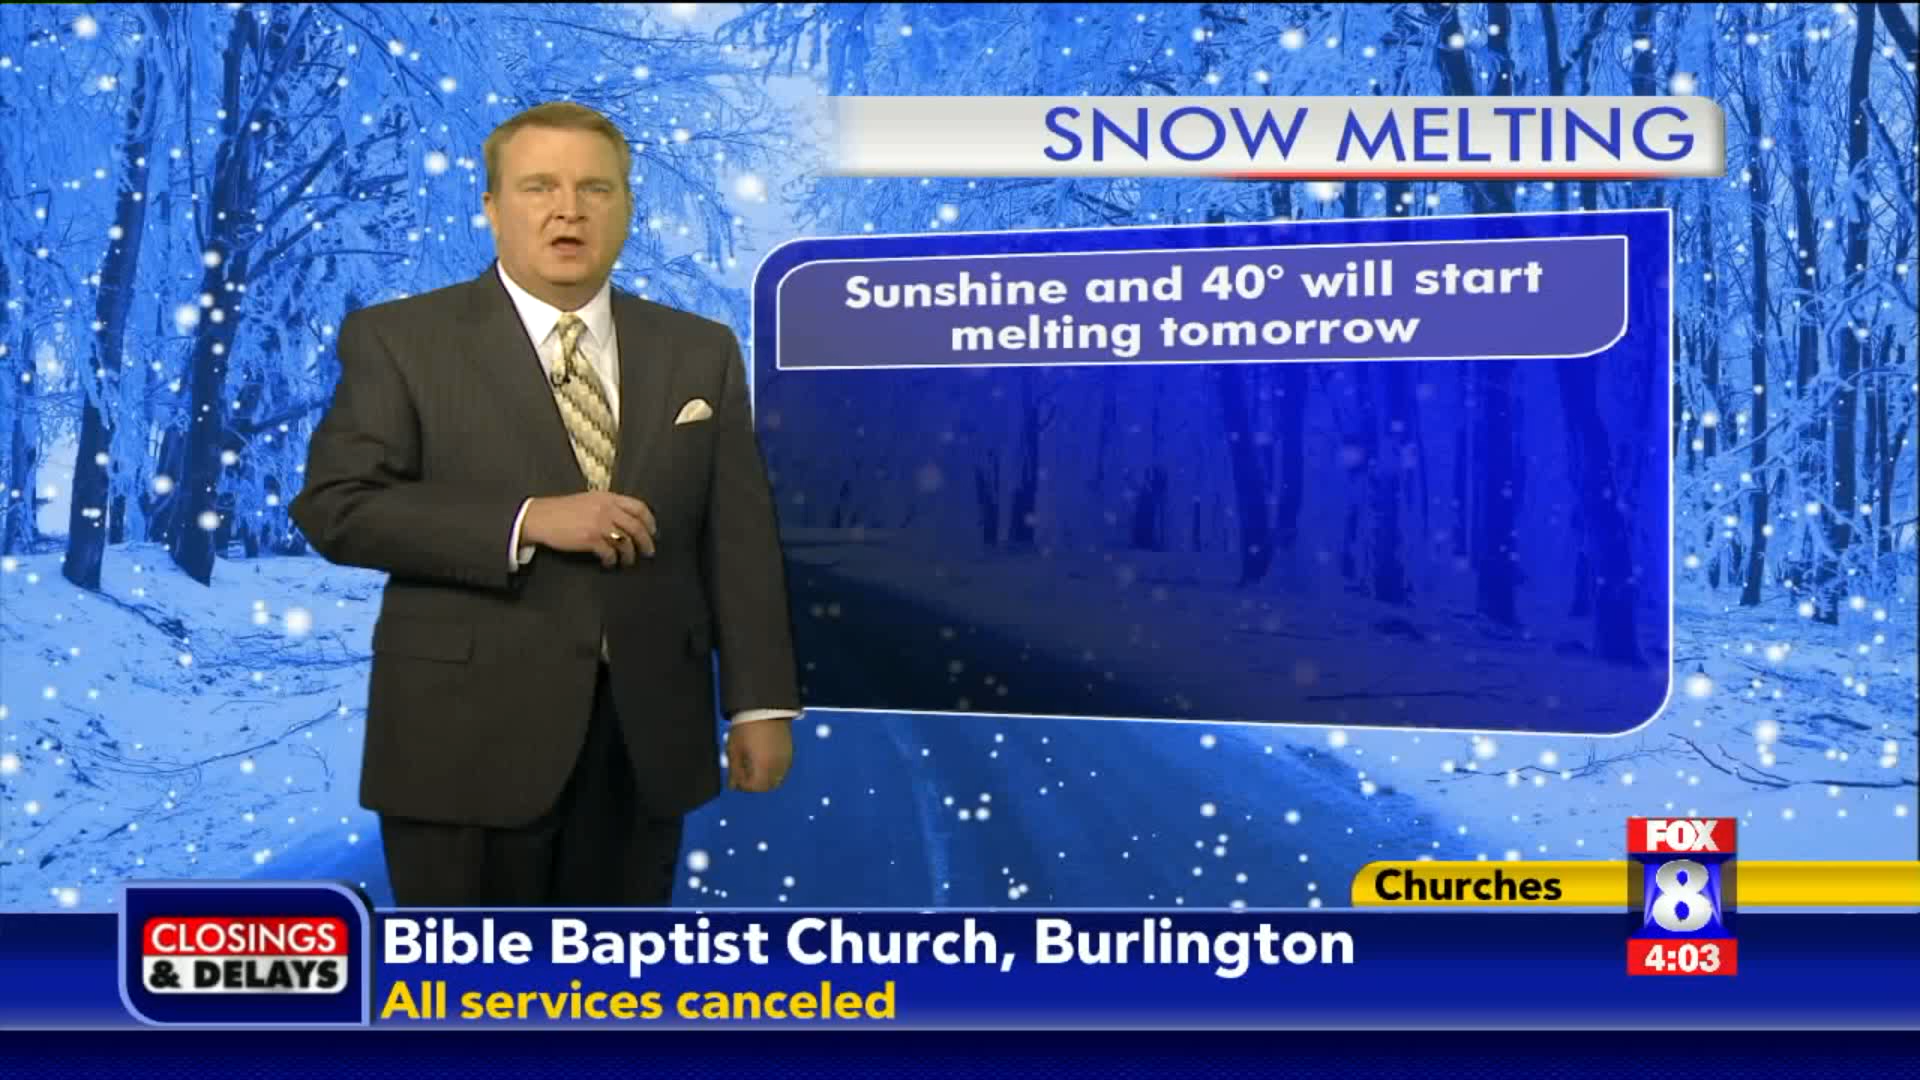 SNOW MELTING
Sunshine and 40° will start
melting tomorrow
Churches
FOX
8
4:03
CLOSINGS
& DELAYS
Bible Baptist Church, Burlington
All services canceled